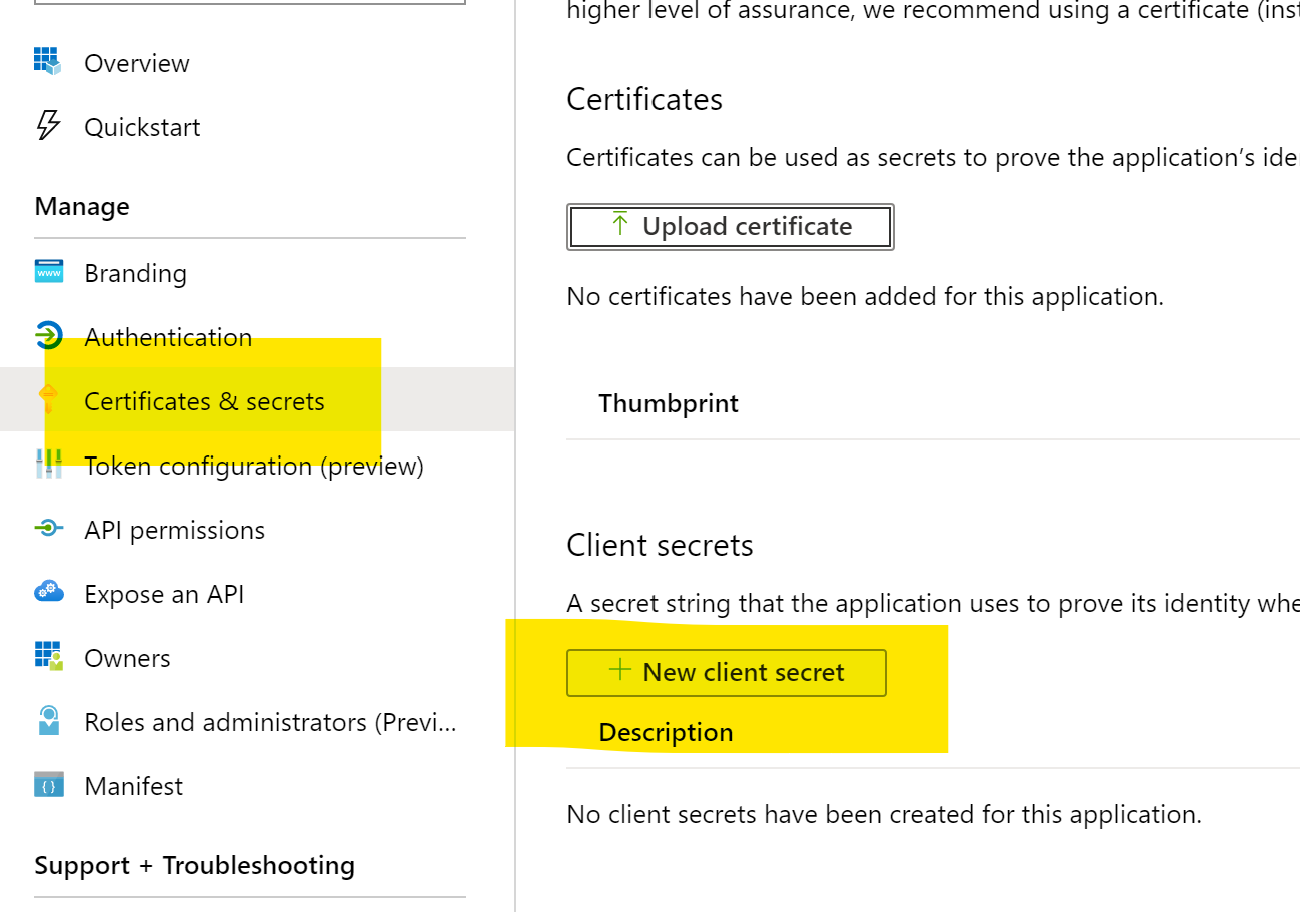 higher level of assurance, we recommend using a certificate (inst
Overview
Quickstart
Manage
Branding
www
Authentication
Certificates & secrets
Token configuration (preview)
API permissions
Expose an API
Owners
Roles and administrators (Previ...
Manifest
Support + Troubleshooting
Certificates
Certificates can be used as secrets to prove the application's ide
Upload certificate
No certificates have been added for this application.
Thumbprint
Client secrets
A secret string that the application uses to prove its identity whe
New client secret
Description
No client secrets have been created for this application.